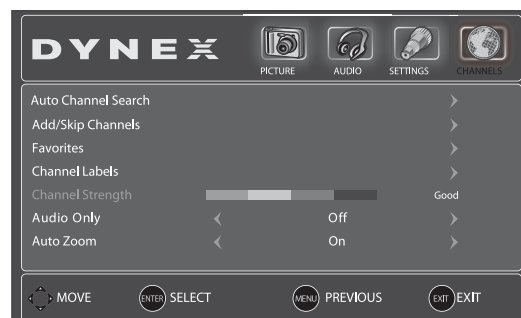 DYNEX
PICTURE AUDIO SETTINGS CHANNELS
Auto Channel Search
Add/Skip Channels
Favorites
Channel Labels
Channel Strength Good
Audio Only Off
Auto Zoom On
MOVE ENTER SELECT MENU PREVIOUS EXIT EXIT